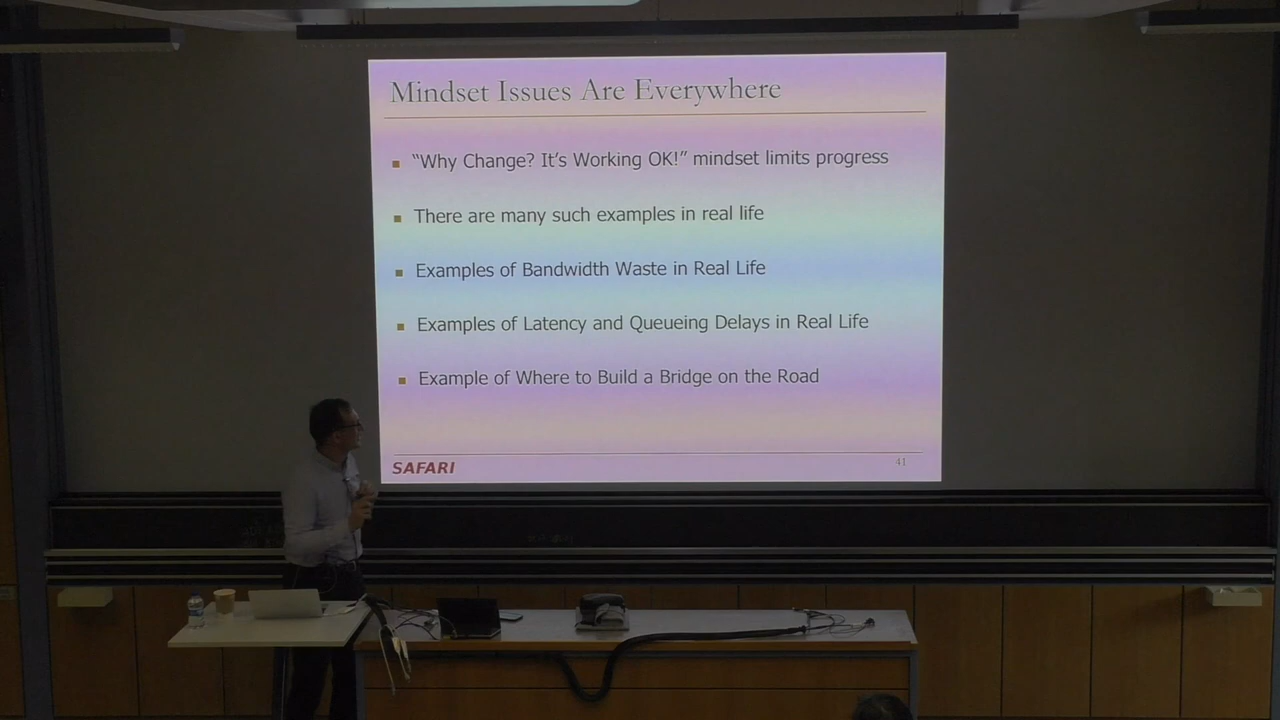 Mindset Issues Are Everywhere
"Why Change? It's Working OK!" mindset limits progress
There are many such examples in real life
Examples of Bandwidth Waste in Real Life
Examples of Latency and Queueing Delays in Real Life
Example of Where to Build a Bridge on the Road
SAFARI
41